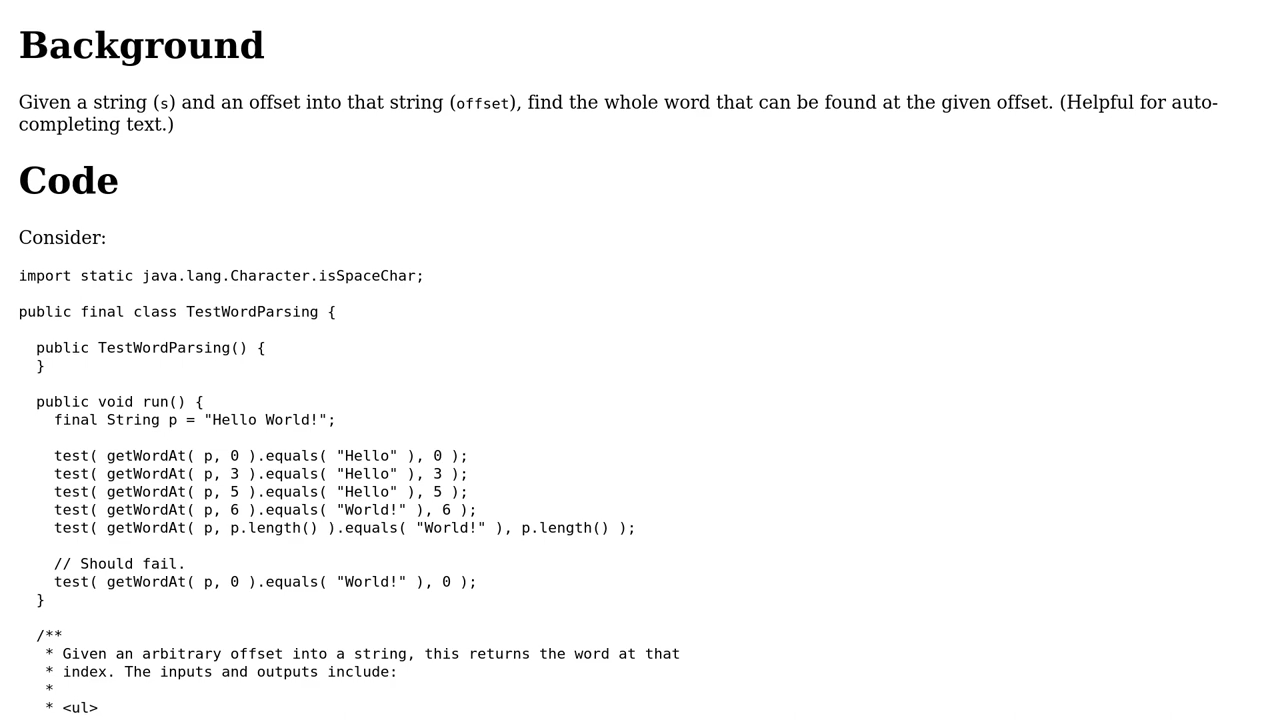 Background
Given a string (s) and an offset into that string (offset), find the whole word that can be found at the given offset. (Helpful for auto-
completing text.)
Code
Consider:
import static java.lang.Character.isSpaceChar;
public final class TestWordParsing {
  public TestWordParsing() {
  }
  public void run() {
    final String p = "Hello World!";
    test( getWordAt( p, 0 ).equals( "Hello" ), 0 );
    test( getWordAt( p, 3 ).equals( "Hello" ), 3 );
    test( getWordAt( p, 5 ).equals( "Hello" ), 5 );
    test( getWordAt( p, 6 ).equals( "World!" ), 6 );
    test( getWordAt( p, p.length() ).equals( "World!" ), p.length() );
    // Should fail.
    test( getWordAt( p, 0 ).equals( "World!" ), 0 );
  }
  /**
   * Given an arbitrary offset into a string, this returns the word at that
   * index. The inputs and outputs include:
   *
   * <ul>